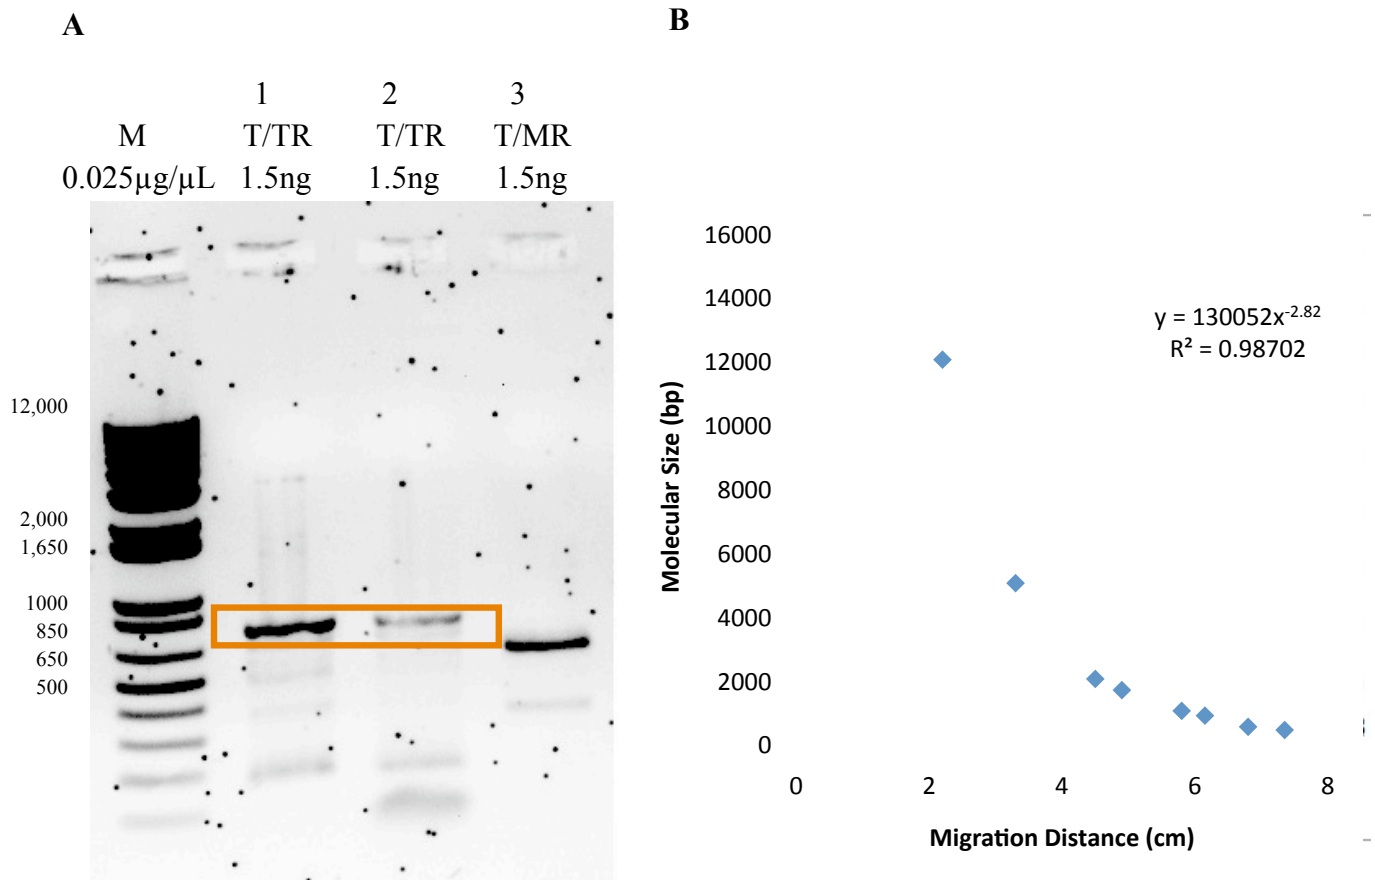 A
B
1 2 3
M T/TR T/TR T/MR
0.025µg/µL 1.5ng 1.5ng 1.5ng
12,000
2,000
1,650
1000
850
650
500
16000
14000
12000
10000
8000
6000
4000
2000
0
Molecular Size (bp)
y = 130052x^-2.82
R² = 0.98702
0 2 4 6 8
Migration Distance (cm)